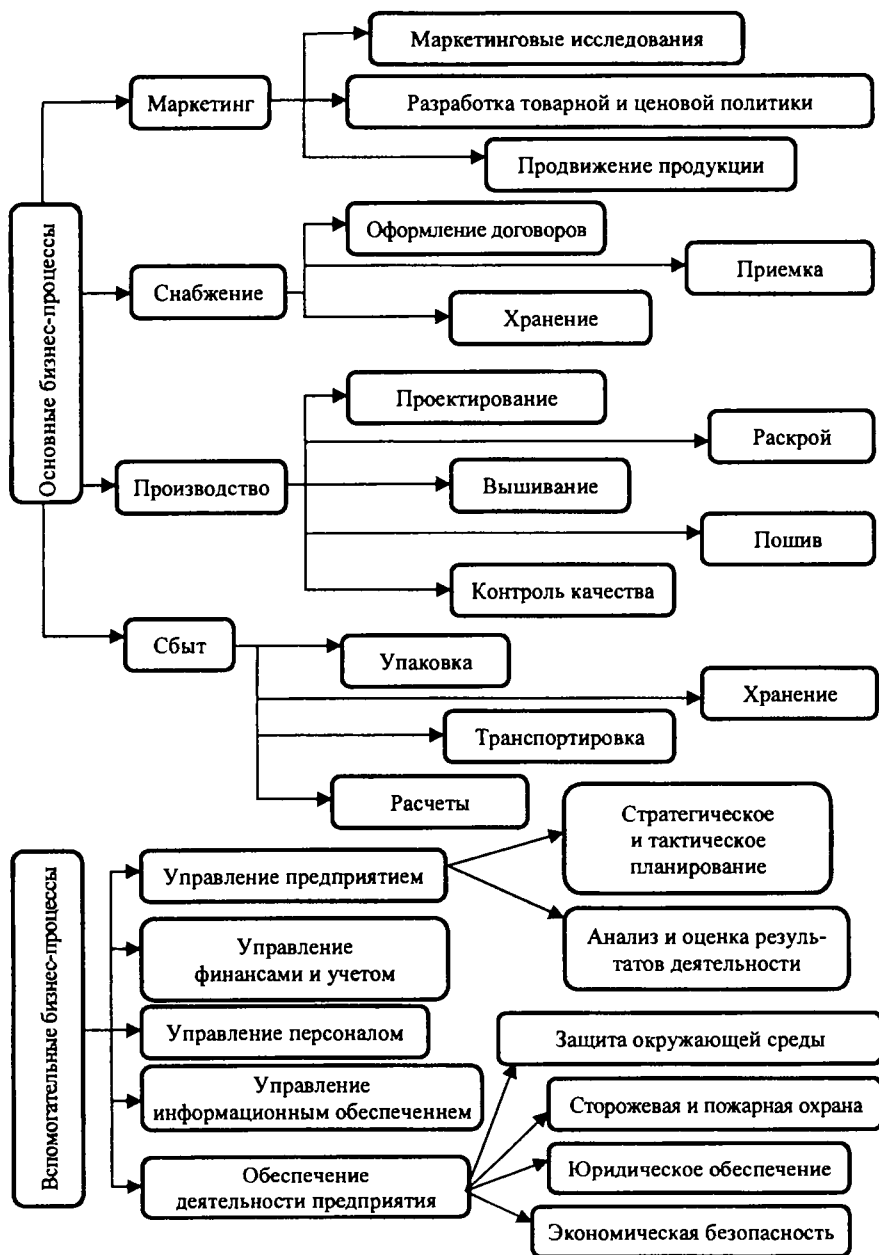 Основные бизнес-процессы
Маркетинг
Маркетинговые исследования
Разработка товарной и ценовой политики
Продвижение продукции
Снабжение
Оформление договоров
Приемка
Хранение
Производство
Проектирование
Раскрой
Вышивание
Пошив
Контроль качества
Сбыт
Упаковка
Хранение
Транспортировка
Расчеты
Вспомогательные бизнес-процессы
Управление предприятием
Стратегическое
и тактическое
планирование
Анализ и оценка резуль-
татов деятельности
Управление
финансами и учетом
Управление персоналом
Управление
информационным обеспеченнем
Обеспечение
деятельности предприятия
Защита окружающей среды
Сторожевая и пожарная охрана
Юридическое обеспечение
Экономическая безопасность